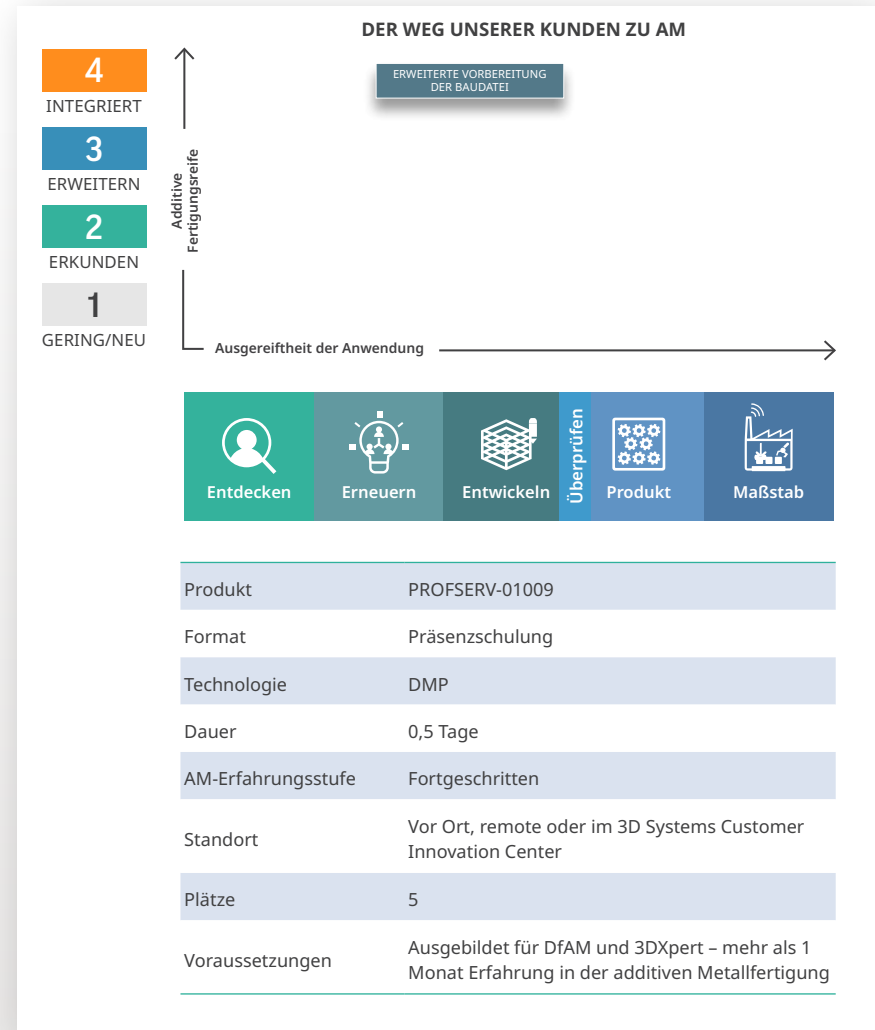 DER WEG UNSERER KUNDEN ZU AM
ERWEITERTE VORBEREITUNG
DER BAUDATEI
4
INTEGRIERT
3
ERWEITERN
2
ERKUNDEN
1
GERING/NEU
Additive
Fertigungsreife
Ausgereiftheit der Anwendung
Entdecken
Erneuern
Entwickeln
Überprüfen
Produkt
Maßstab
Produkt PROFSERV-01009
Format Präsenzschulung
Technologie DMP
Dauer 0,5 Tage
AM-Erfahrungsstufe Fortgeschritten
Standort Vor Ort, remote oder im 3D Systems Customer
Innovation Center
Plätze 5
Voraussetzungen Ausgebildet für DfAM und 3DXpert – mehr als 1
Monat Erfahrung in der additiven Metallfertigung